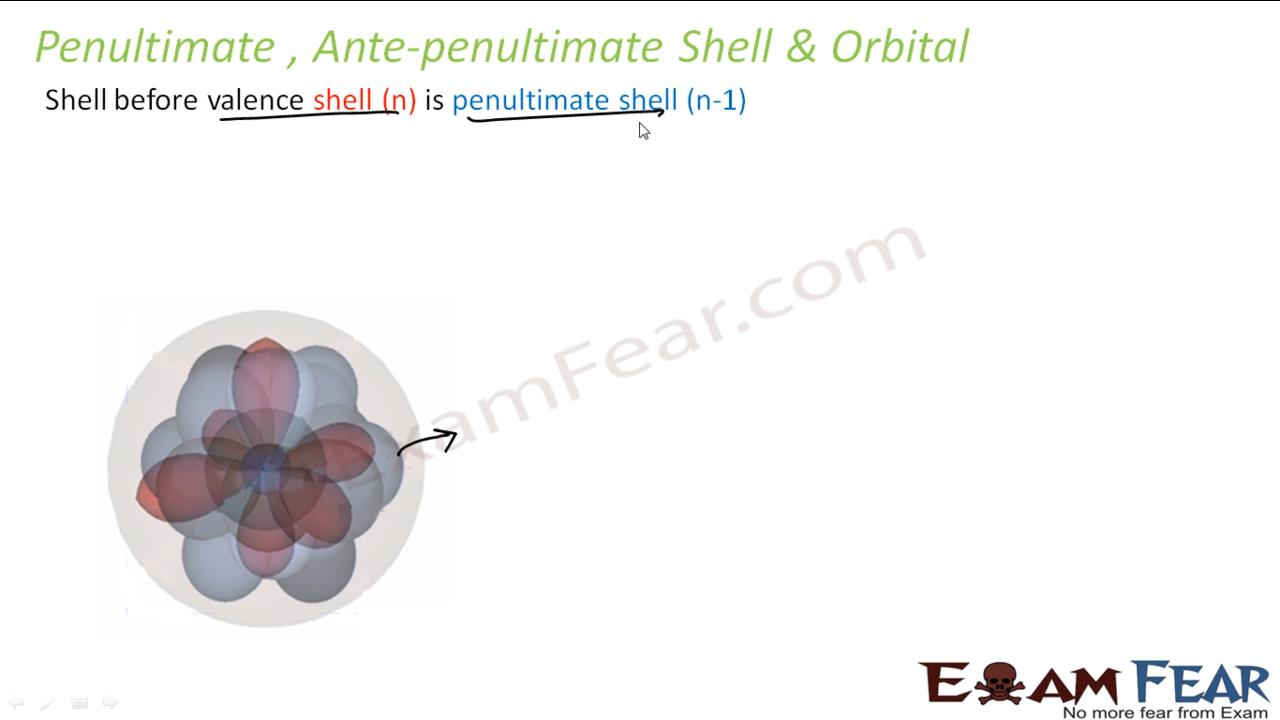 Penultimate , Ante-penultimate Shell & Orbital
Shell before valence shell (n) is penultimate shell (n-1)
ExamFear.com
EXAM FEAR
No more fear from Exam